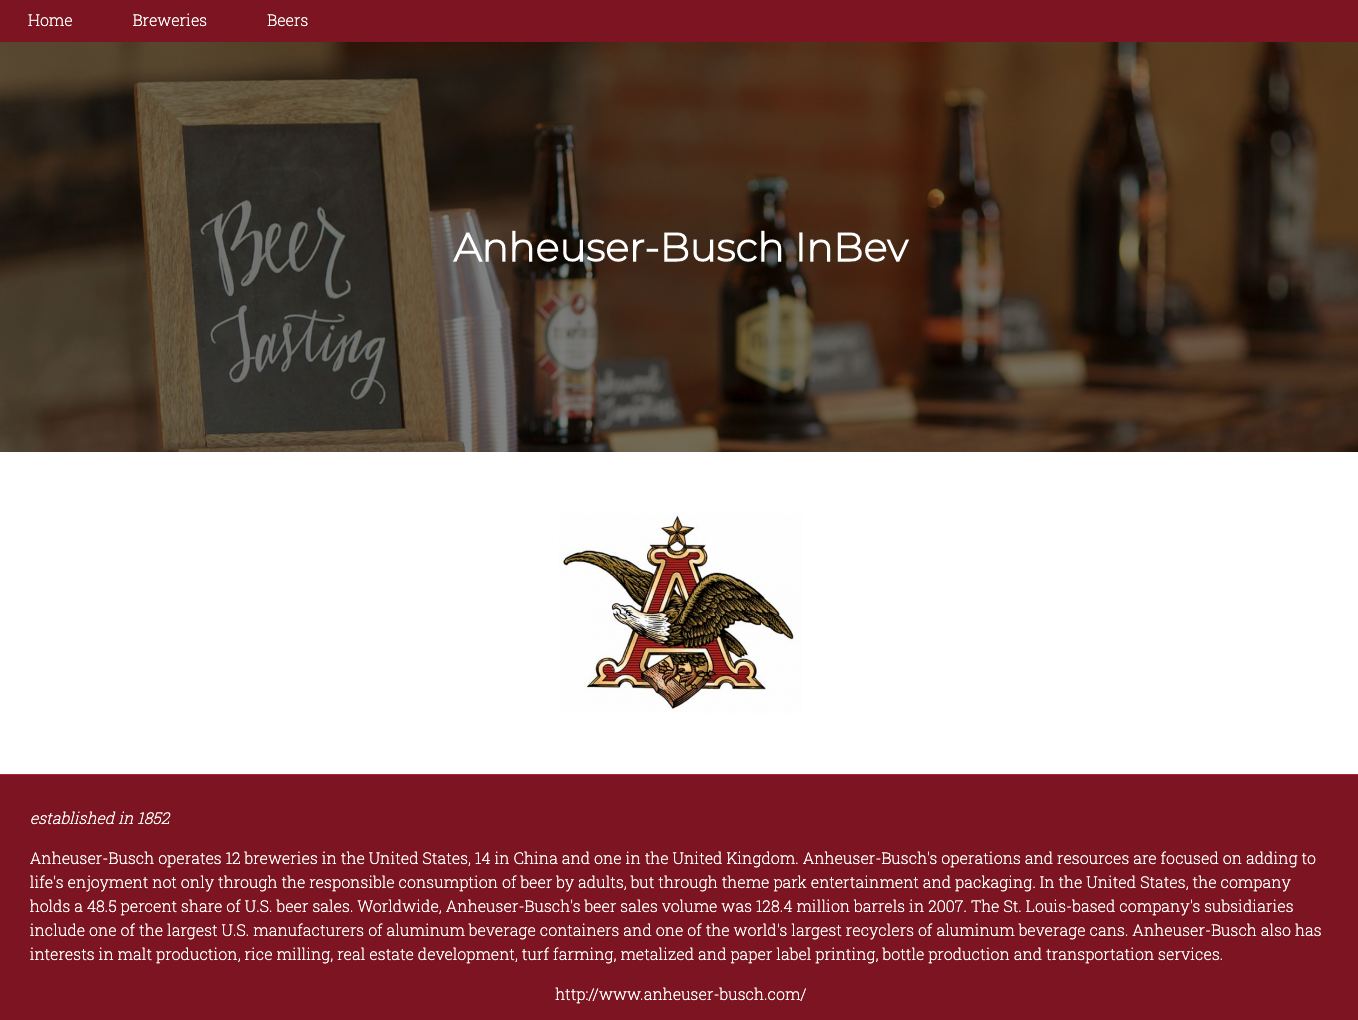 Home Breweries Beers
Beer
Tasting
Anheuser-Busch InBev
A
established in 1852
Anheuser-Busch operates 12 breweries in the United States, 14 in China and one in the United Kingdom. Anheuser-Busch's operations and resources are focused on adding to
life's enjoyment not only through the responsible consumption of beer by adults, but through theme park entertainment and packaging. In the United States, the company
holds a 48.5 percent share of U.S. beer sales. Worldwide, Anheuser-Busch's beer sales volume was 128.4 million barrels in 2007. The St. Louis-based company's subsidiaries
include one of the largest U.S. manufacturers of aluminum beverage containers and one of the world's largest recyclers of aluminum beverage cans. Anheuser-Busch also has
interests in malt production, rice milling, real estate development, turf farming, metalized and paper label printing, bottle production and transportation services.
http://www.anheuser-busch.com/